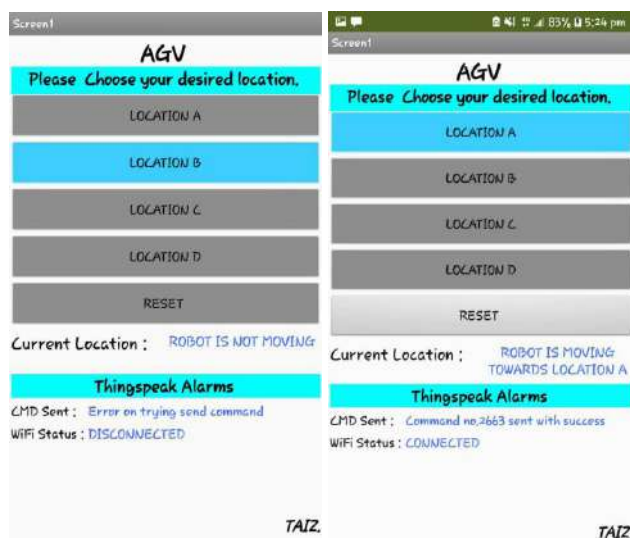 Screen1
AGV
Please Choose your desired location.
LOCATION A
LOCATION B
LOCATION C
LOCATION D
RESET
Current Location : ROBOT IS NOT MOVING
Thingspeak Alarms
CMD Sent : Error on trying send command
WiFi Status : DISCONNECTED
TAIZ.
83% 5:24 pm
Screen1
AGV
Please Choose your desired location.
LOCATION A
LOCATION B
LOCATION C
LOCATION D
RESET
Current Location : ROBOT IS MOVING
TOWARDS LOCATION A
Thingspeak Alarms
CMD Sent : Command no.2663 sent with success
WiFi Status : CONNECTED
TAIZ